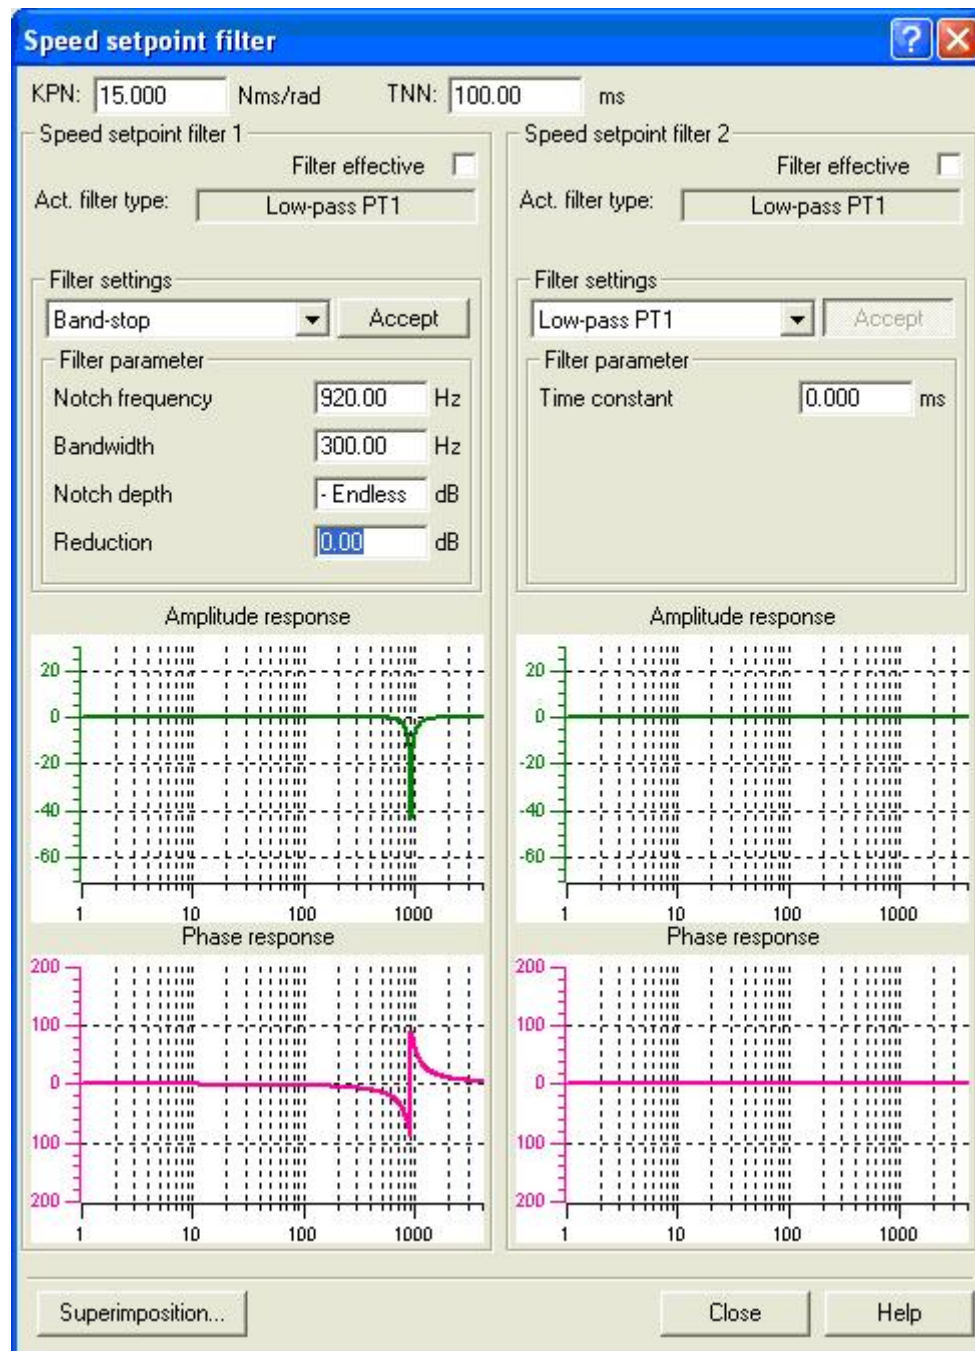 Speed setpoint filter
KPN: 15.000 Nms/rad TNN: 100.00 ms
Speed setpoint filter 1
Filter effective
Act. filter type: Low-pass PT1
Filter settings
Band-stop Accept
Filter parameter
Notch frequency 920.00 Hz
Bandwidth 300.00 Hz
Notch depth - Endless dB
Reduction 0.00 dB
Amplitude response
20
0
-20
-40
-60
1 10 100 1000
Phase response
200
100
0
100
200
1 10 100 1000
Speed setpoint filter 2
Filter effective
Act. filter type: Low-pass PT1
Filter settings
Low-pass PT1 Accept
Filter parameter
Time constant 0.000 ms
Amplitude response
20
0
-20
-40
-60
1 10 100 1000
Phase response
200
100
0
100
200
1 10 100 1000
Superimposition... Close Help